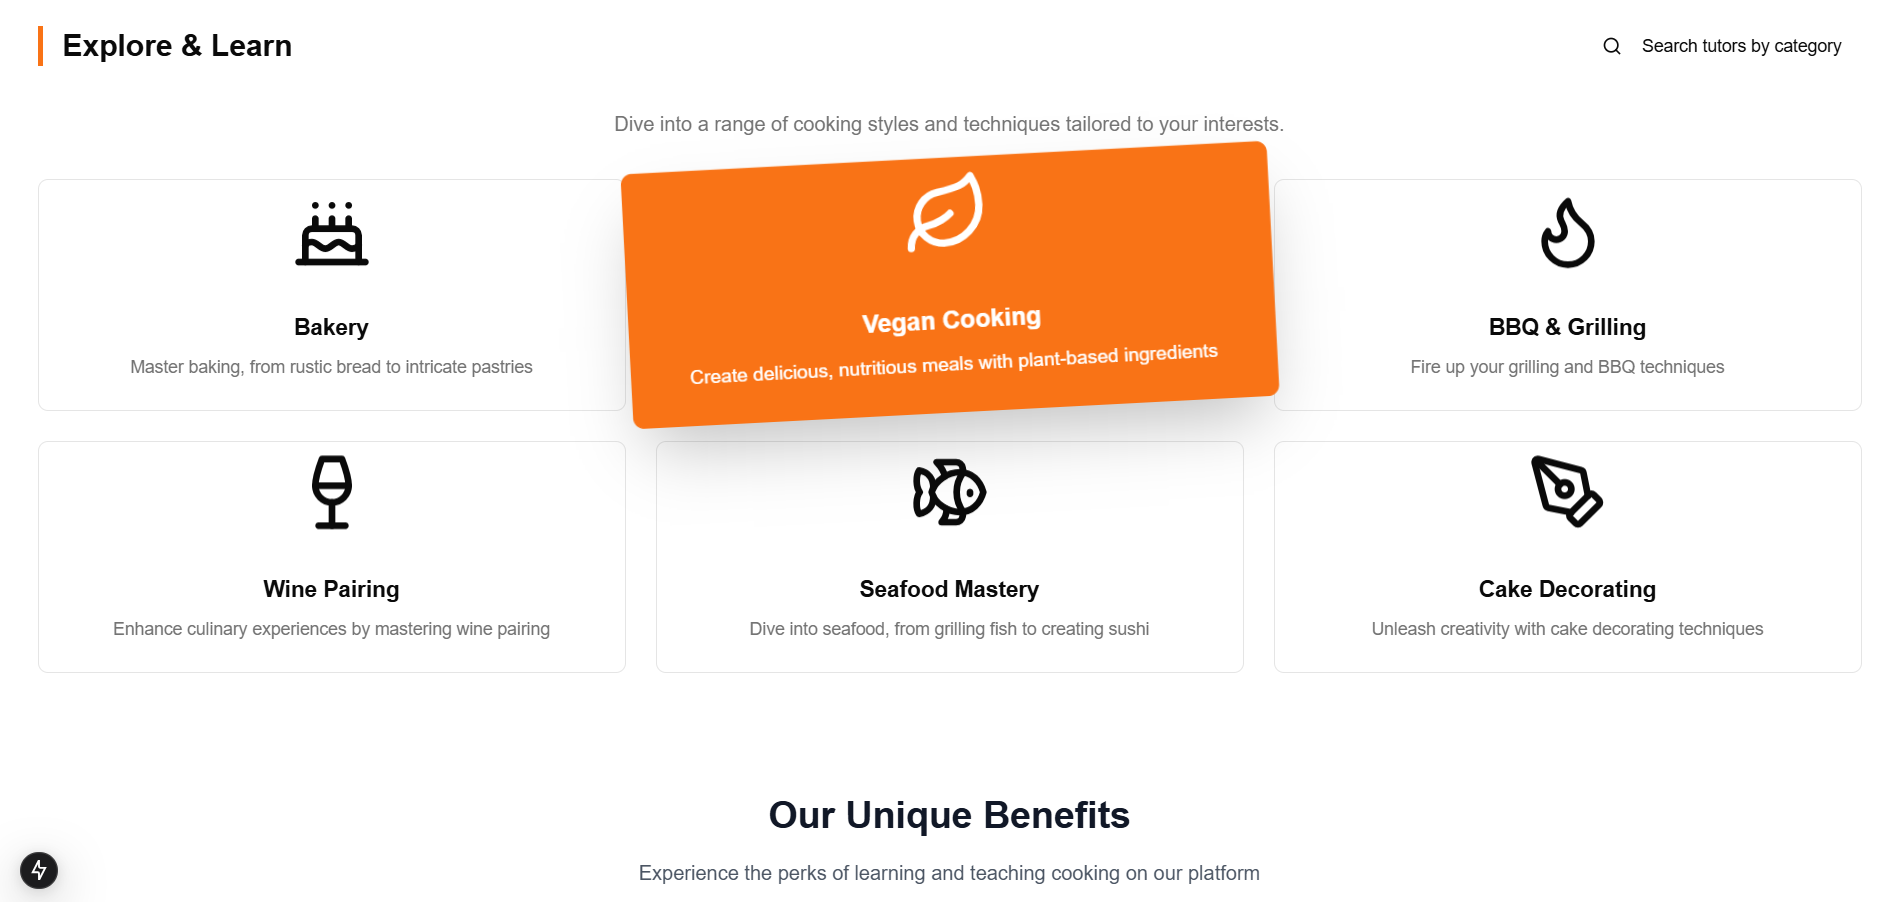 Explore & Learn
Search tutors by category
Dive into a range of cooking styles and techniques tailored to your interests.
Bakery
Master baking, from rustic bread to intricate pastries
Vegan Cooking
Create delicious, nutritious meals with plant-based ingredients
BBQ & Grilling
Fire up your grilling and BBQ techniques
Wine Pairing
Enhance culinary experiences by mastering wine pairing
Seafood Mastery
Dive into seafood, from grilling fish to creating sushi
Cake Decorating
Unleash creativity with cake decorating techniques
Our Unique Benefits
Experience the perks of learning and teaching cooking on our platform